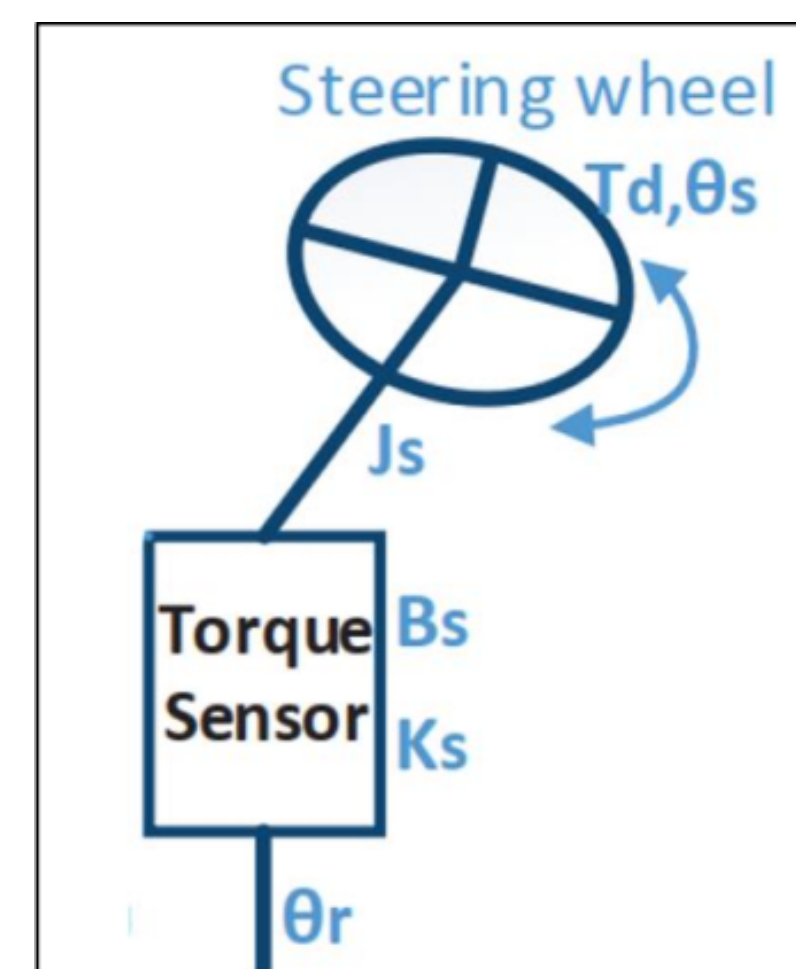 Steering wheel
Td,θs
Js
Torque
Sensor
Bs
Ks
θr